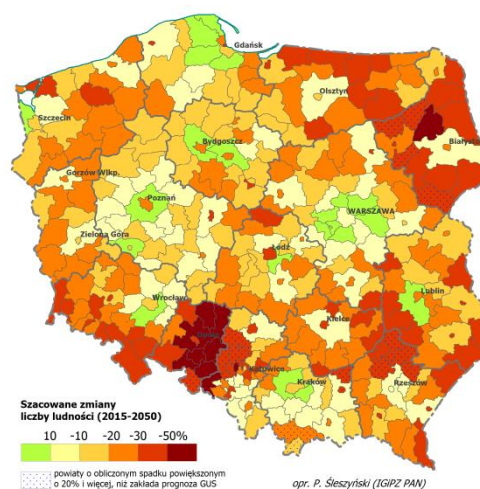 Gdańsk
Olsztyn
Szczecin
Białystok
Bydgoszcz
Gorzów Wlkp.
Poznań
WARSZAWA
Zielona Góra
Łódź
Wrocław
Lublin
Kielce
Katowice
Kraków
Rzeszów
Szacowane zmiany
liczby ludności (2015-2050)
10 -10 -20 -30 -50%
powiaty o obliczonym spadku powiększonym
o 20% i więcej, niż zakłada prognoza GUS
opr. P. Śleszyński (IGiPZ PAN)